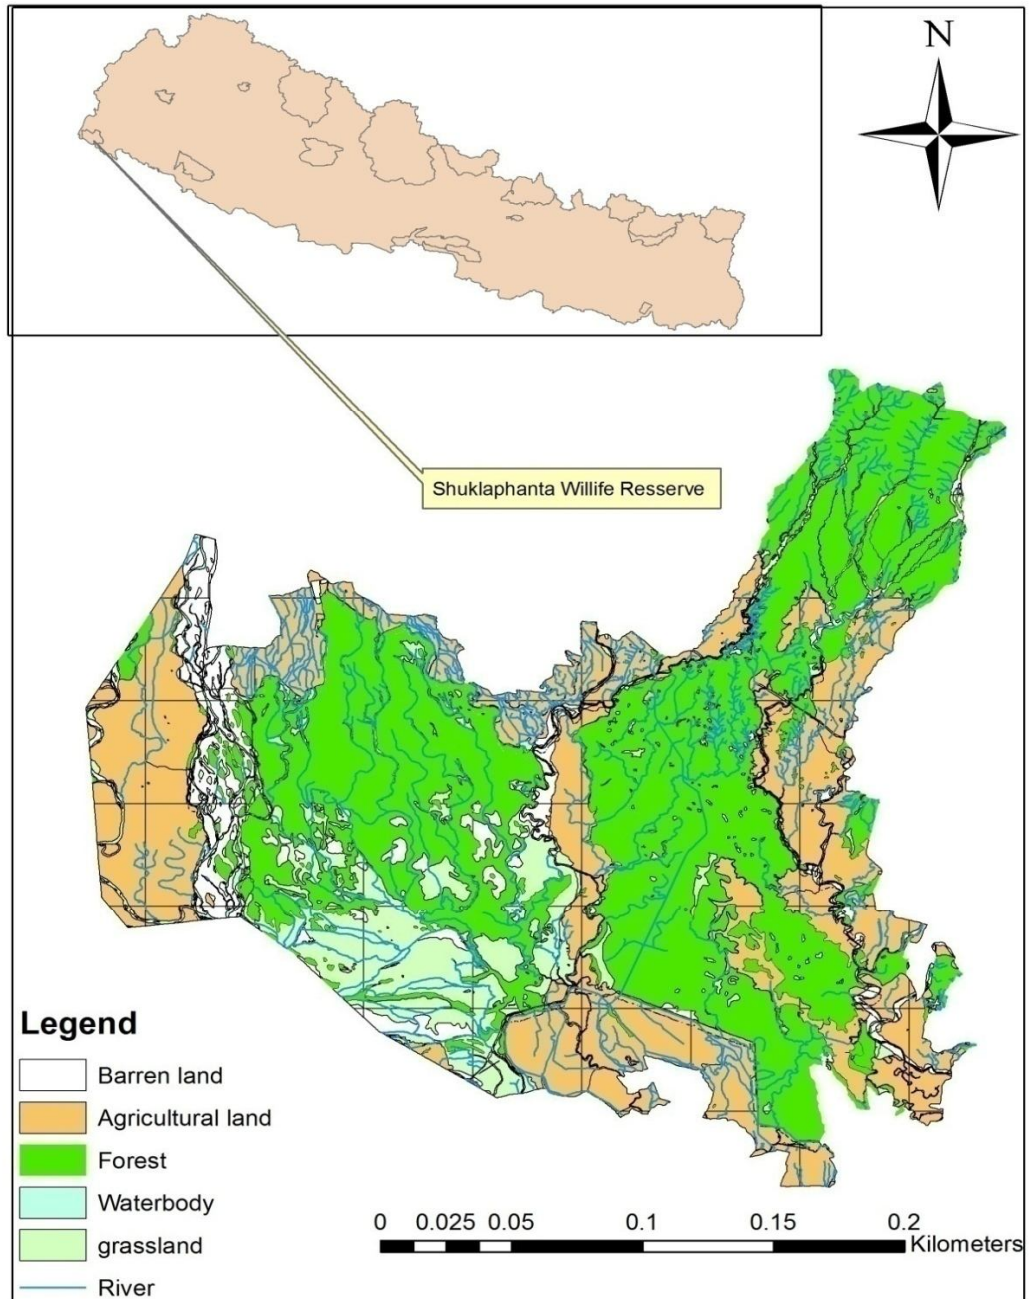 N
Shuklaphanta Willife Resserve
Legend
Barren land
Agricultural land
Forest
Waterbody
grassland
River
0 0.025 0.05 0.1 0.15 0.2
Kilometers